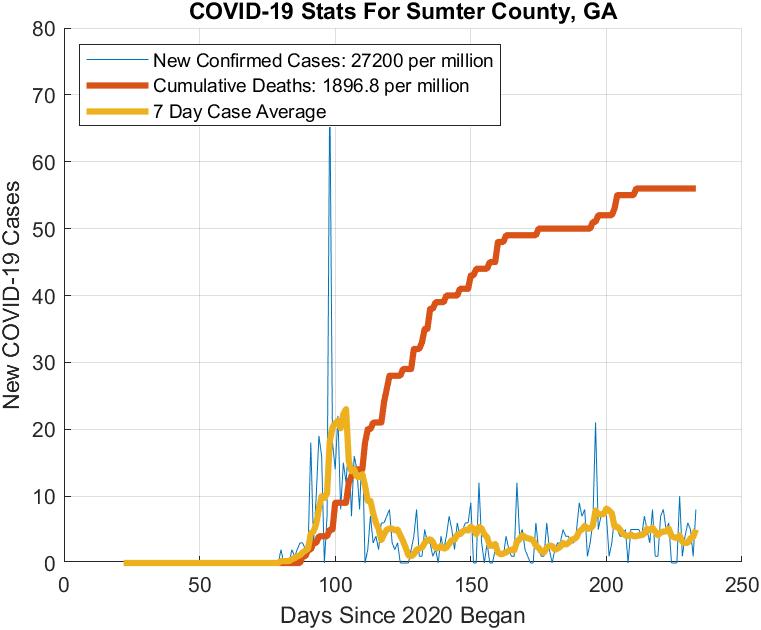 COVID-19 Stats For Sumter County, GA
New Confirmed Cases: 27200 per million
Cumulative Deaths: 1896.8 per million
7 Day Case Average
New COVID-19 Cases
80
70
60
50
40
30
20
10
0
0 50 100 150 200 250
Days Since 2020 Began